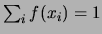 ∑_i f(x_i) = 1